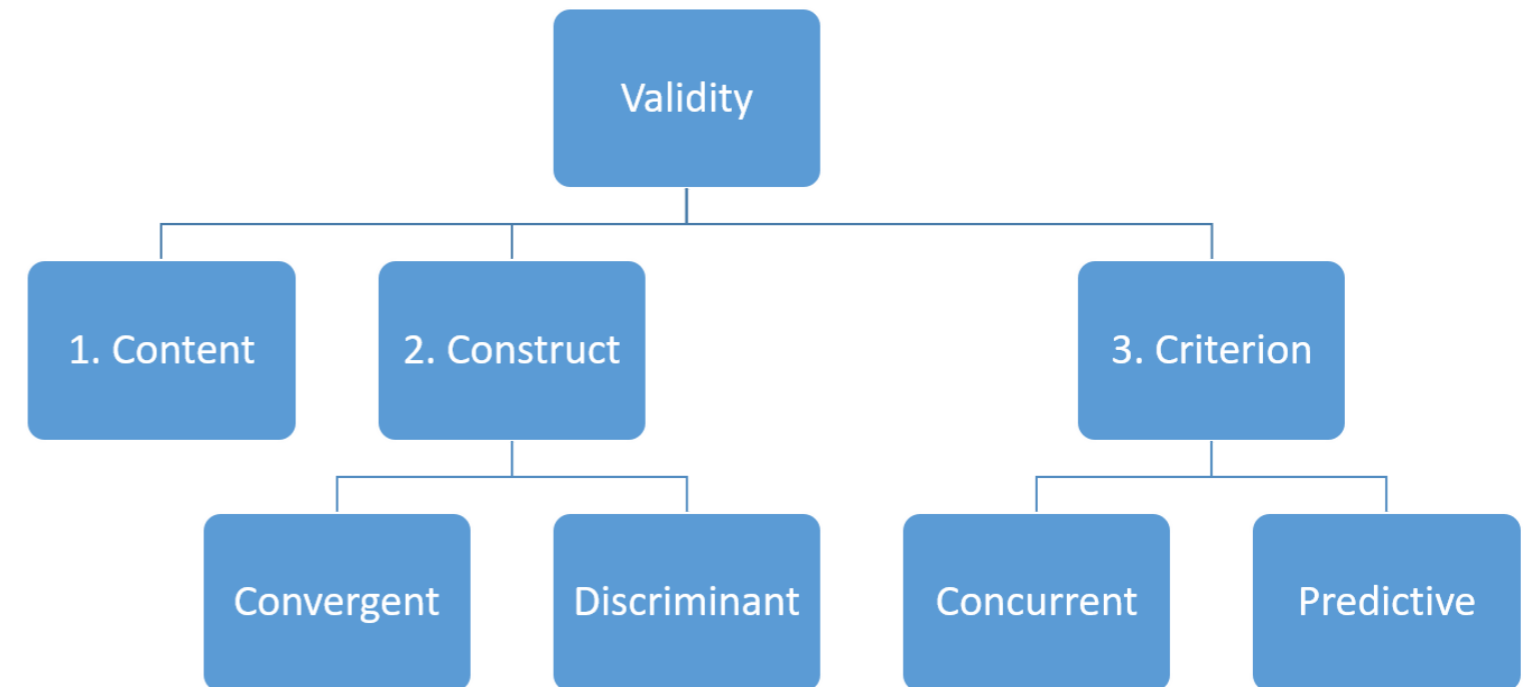 Validity
1. Content
2. Construct
3. Criterion
Convergent
Discriminant
Concurrent
Predictive